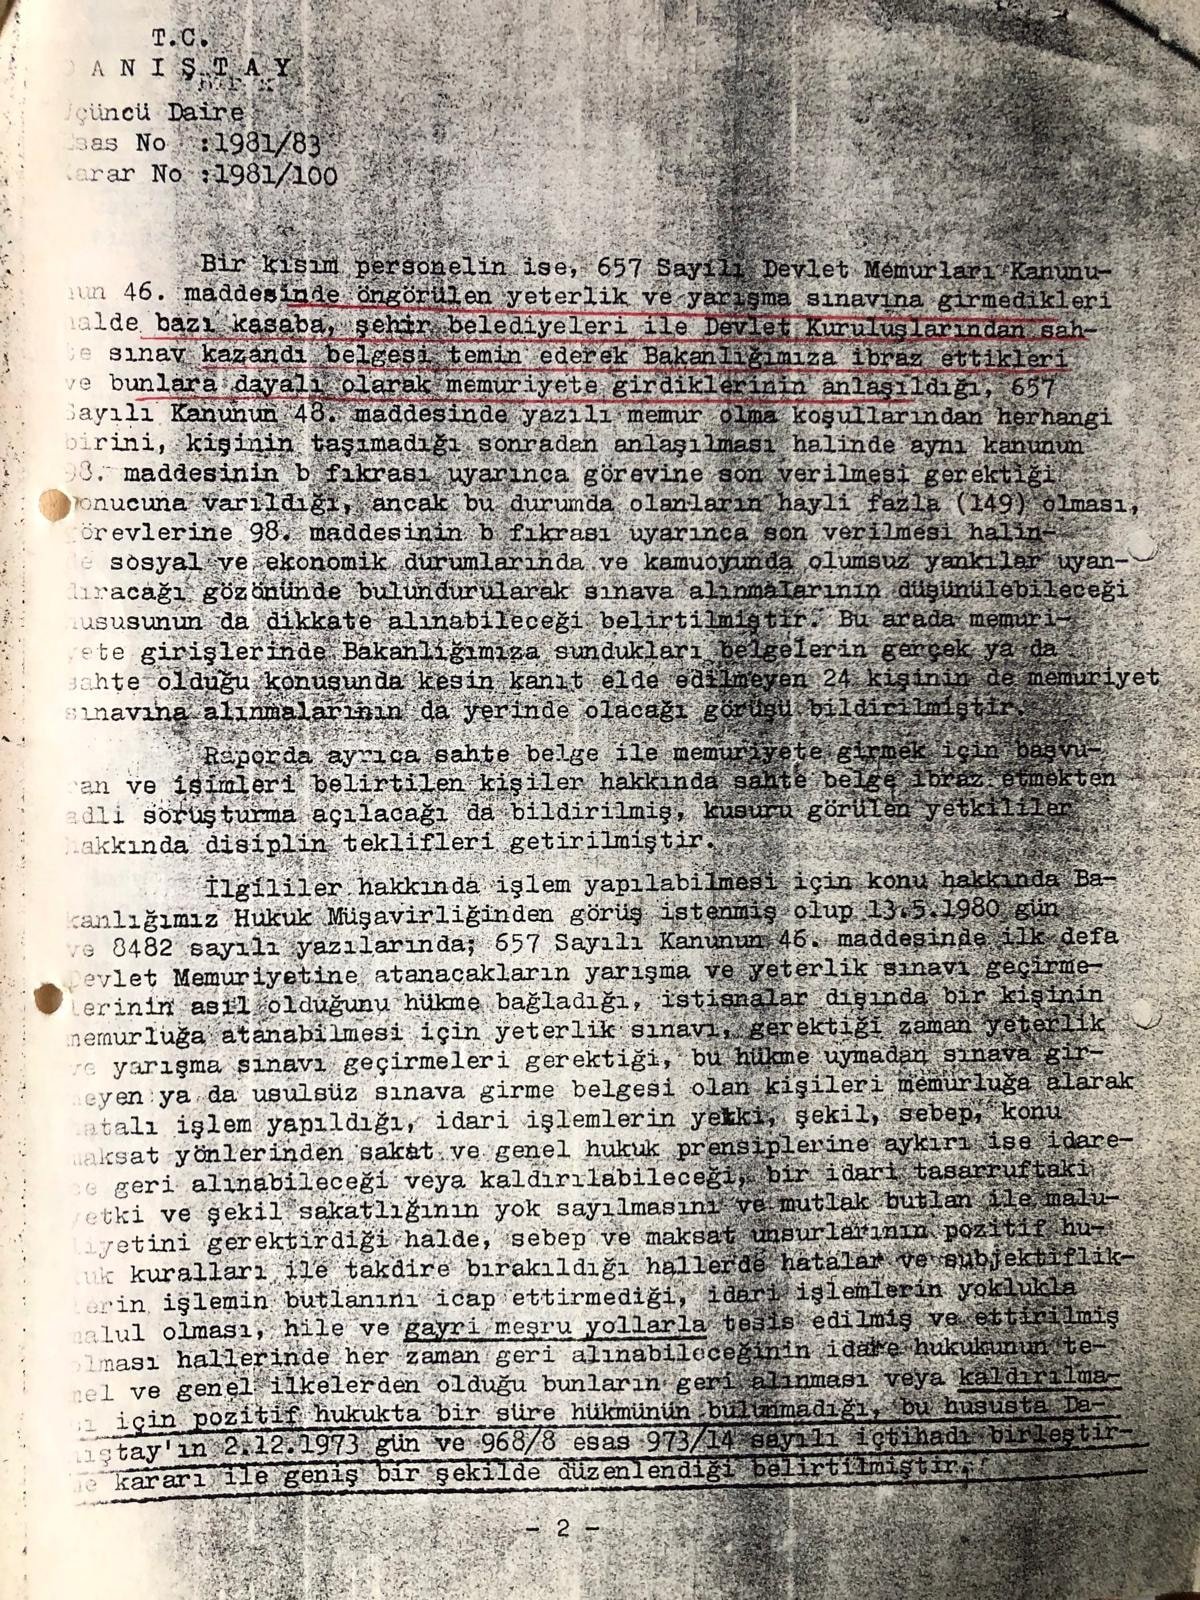 T.C.
DANIŞTAY
Üçüncü Daire
Esas No :1981/83
Karar No :1981/100
Bir kısım personelin ise, 657 Sayılı Devlet Memurları Kanunu-
nun 46. maddesinde öngörülen yeterlik ve yarışma sınavına girmedikleri
halde bazı kasaba, şehir belediyeleri ile Devlet Kuruluşlarından sah-
te sınav kazandı belgesi temin ederek Bakanlığımıza ibraz ettikleri
ve bunlara dayalı olarak memuriyete girdiklerinin anlaşıldığı, 657
Sayılı Kanunun 48. maddesinde yazılı memur olma koşullarından herhangi
birini, kişinin taşımadığı sonradan anlaşılması halinde aynı kanunun
98. maddesinin b fıkrası uyarınca görevine son verilmesi gerektiği
sonucuna varıldığı, ancak bu durumda olanların hayli fazla (149) olması,
görevlerine 98. maddesinin b fıkrası uyarınca son verilmesi halin-
de sosyal ve ekonomik durumlarında ve kamuoyunda olumsuz yankılar uyan-
dıracağı gözönünde bulundurularak sınava alınmalarının düşünülebileceği
hususunun da dikkate alınabileceği belirtilmiştir. Bu arada memuri-
yete girişlerinde Bakanlığımıza sundukları belgelerin gerçek ya da
sahte olduğu konusunda kesin kanıt elde edilmeyen 24 kişinin de memuriyet
sınavına alınmalarının da yerinde olacağı görüşü bildirilmiştir.
Raporda ayrıca sahte belge ile memuriyete girmek için başvu-
ran ve isimleri belirtilen kişiler hakkında sahte belge ibraz etmekten
adli soruşturma açılacağı da bildirilmiş, kusuru görülen yetkililer
hakkında disiplin teklifleri getirilmiştir.
İlgililer hakkında işlem yapılabilmesi için konu hakkında Ba-
kanlığımız Hukuk Müşavirliğinden görüş istenmiş olup 13.5.1980 gün
ve 8482 sayılı yazılarında; 657 Sayılı Kanunun 46. maddesinde ilk defa
Devlet Memuriyetine atanacakların yarışma ve yeterlik sınavı geçirme-
lerinin asil olduğunu hükme bağladığı, istisnalar dışında bir kişinin
memurluğa atanabilmesi için yeterlik sınavı, gerektiği zaman yeterlik
ve yarışma sınavı geçirmeleri gerektiği, bu hükme uymadan sınava gir-
meyen ya da usulsüz sınava girme belgesi olan kişileri memurluğa alarak
hatalı işlem yapıldığı, idari işlemlerin yetki, şekil, sebep, konu
maksat yönlerinden sakat ve genel hukuk prensiplerine aykırı ise idare-
ce geri alınabileceği veya kaldırılabileceği, bir idari tasarruftaki
yetki ve şekil sakatlığının yok sayılmasını ve mutlak butlan ile malu-
liyetini gerektirdiği halde, sebep ve maksat unsurlarının pozitif hu-
kuk kuralları ile takdire bırakıldığı hallerde hatalar ve subjektiflik-
lerin işlemin butlanını icap ettirmediği, idari işlemlerin yoklukla
malul olması, hile ve gayri meşru yollarla tesis edilmiş ve ettirilmiş
olması hallerinde her zaman geri alınabileceğinin idare hukukunun te-
mel ve genel ilkelerden olduğu bunların geri alınması veya kaldırılma-
sı için pozitif hukukta bir süre hükmünün bulunmadığı, bu hususta Da-
nıştay'ın 2.12.1973 gün ve 968/8 esas 973/14 sayılı içtihadı birleştir-
me kararı ile geniş bir şekilde düzenlendiği belirtilmiştir.
- 2 -